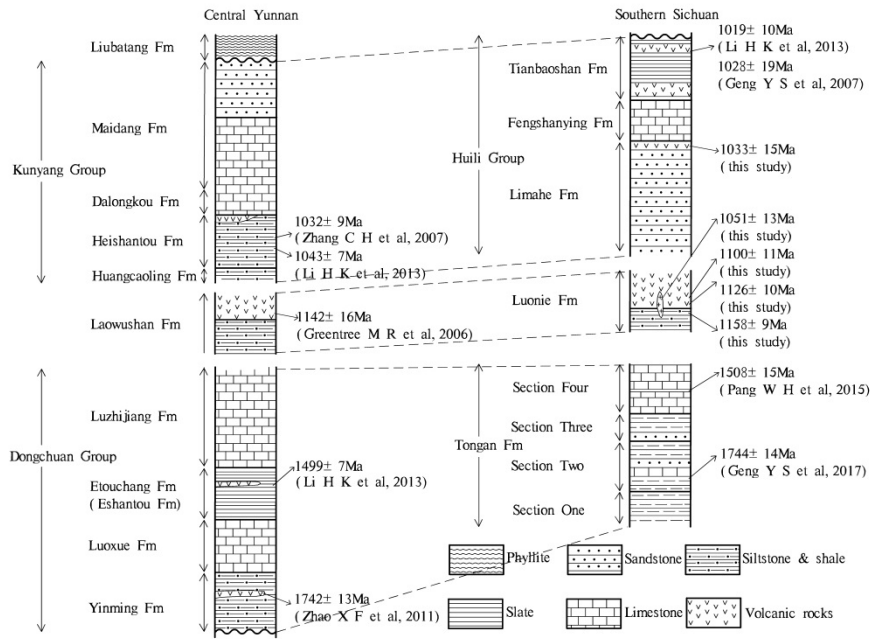 Central Yunnan
Liubatang Fm
Kunyang Group
Maidang Fm
Dalongkou Fm
Heishantou Fm
1032± 9Ma
(Zhang C H et al, 2007)
1043± 7Ma
(Li H K et al, 2013)
Huangcaoling Fm
Laowushan Fm
1142± 16Ma
(Greentree M R et al, 2006)
Dongchuan Group
Luzhijiang Fm
Etouchang Fm
(Eshantou Fm)
1499± 7Ma
(Li H K et al, 2013)
Luoxue Fm
Yinming Fm
1742± 13Ma
(Zhao X F et al, 2011)
Southern Sichuan
Huili Group
Tianbaoshan Fm
1019± 10Ma
(Li H K et al, 2013)
1028± 19Ma
(Geng Y S et al, 2007)
Fengshanying Fm
Limahe Fm
1033± 15Ma
(this study)
1051± 13Ma
(this study)
1100± 11Ma
(this study)
Luonie Fm
1126± 10Ma
(this study)
1158± 9Ma
(this study)
Tongan Fm
Section Four
1508± 15Ma
(Pang W H et al, 2015)
Section Three
Section Two
1744± 14Ma
(Geng Y S et al, 2017)
Section One
Phyllite
Sandstone
Siltstone & shale
Slate
Limestone
Volcanic rocks